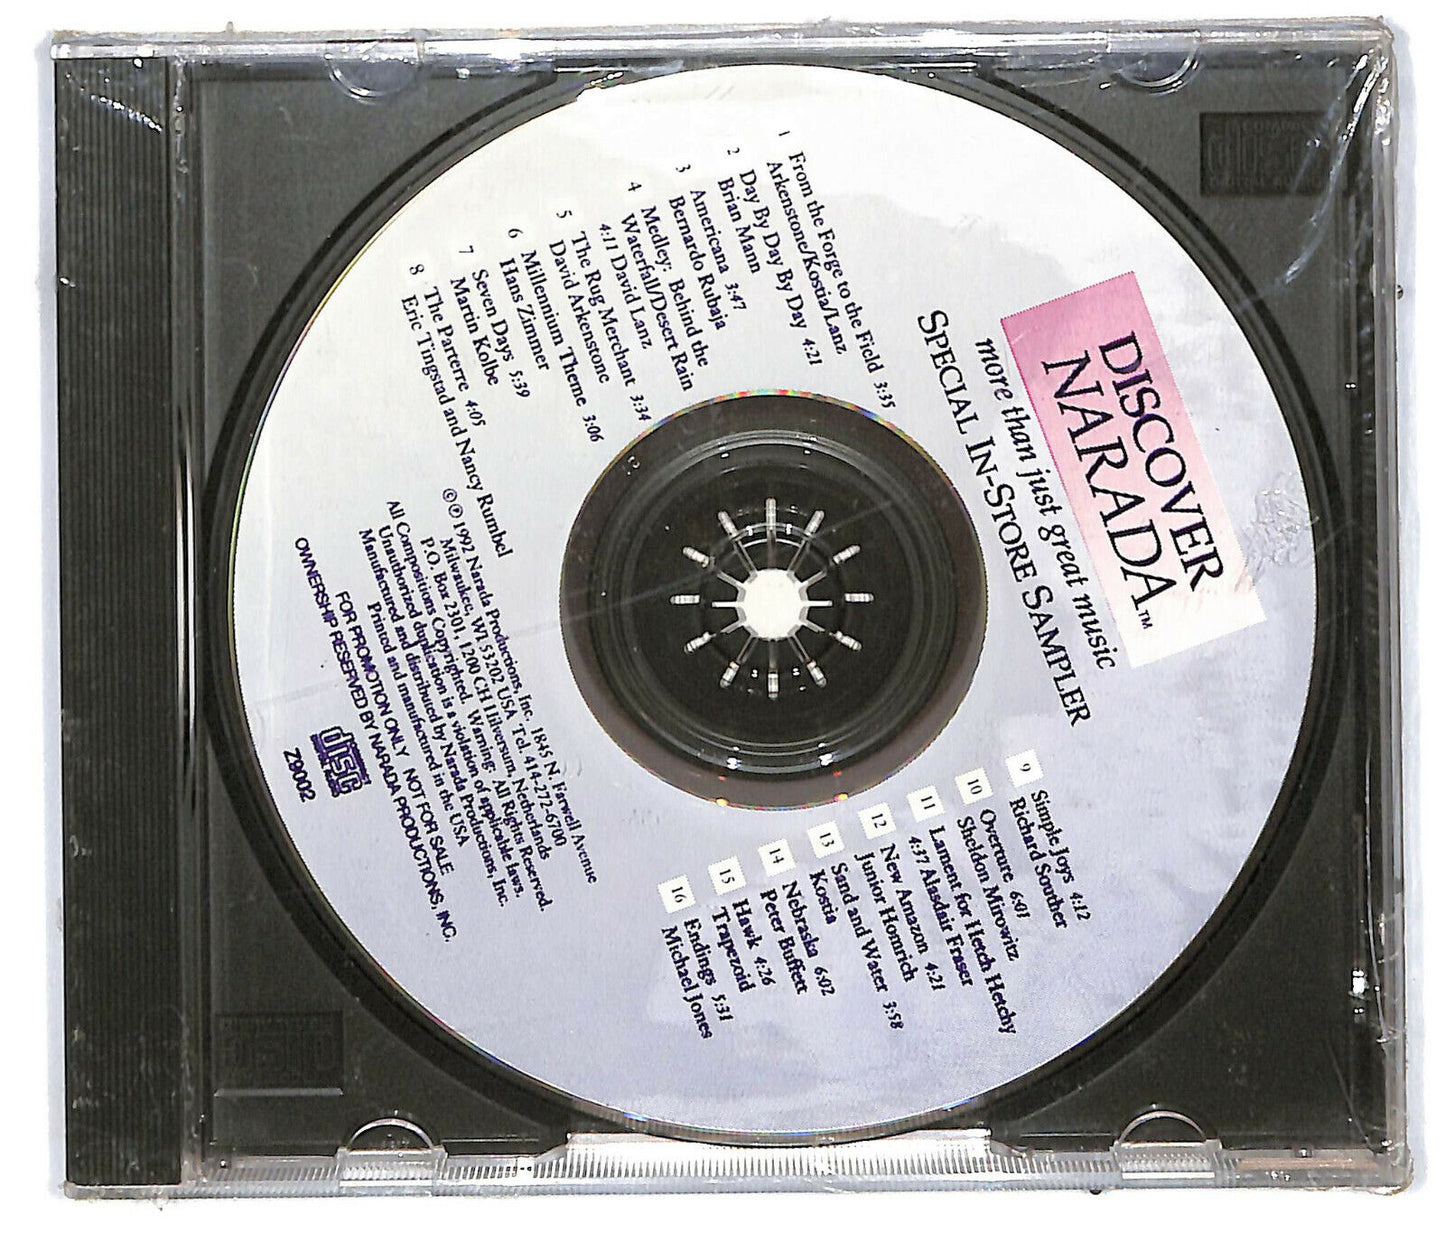 DISCOVER
NARADA™
more than just great music
SPECIAL IN-STORE SAMPLER
1 From the Forge to the Field 3:35
Arkenstone/Kostia/Lanz
2 Day By Day By Day 4:21
Brian Mann
3 Americana 3:47
Bernardo Rubaja
4 Medley: Behind the
Waterfall/Desert Rain
4:11 David Lanz
5 The Rug Merchant 3:34
David Arkenstone
6 Millennium Theme 3:06
Hans Zimmer
7 Seven Days 5:39
Martin Kolbe
8 The Parterre 4:05
Eric Tingstad and Nancy Rumbel
9 Simple Joys 4:12
Richard Souther
10 Overture 6:01
Sheldon Mirowitz
11 Lament for Hetch Hetchy
4:37 Alasdair Fraser
12 New Amazon 4:21
Junior Homrich
13 Sand and Water 3:58
Kostia
14 Nebraska 6:02
Peter Buffett
15 Hawk 4:26
Trapezoid
16 Endings 5:31
Michael Jones
©℗ 1992 Narada Productions, Inc. 1845 N. Farwell Avenue
Milwaukee, WI 53202 USA Tel. 414-272-6700
P.O. Box 2301, 1200 CH Hilversum, Netherlands
All Compositions Copyrighted. Warning: All Rights Reserved.
Unauthorized duplication is a violation of applicable laws.
Manufactured and distributed by Narada Productions, Inc.
Printed and manufactured in the USA
FOR PROMOTION ONLY NOT FOR SALE
OWNERSHIP RESERVED BY NARADA PRODUCTIONS, INC.
COMPACT
disc
Z9002